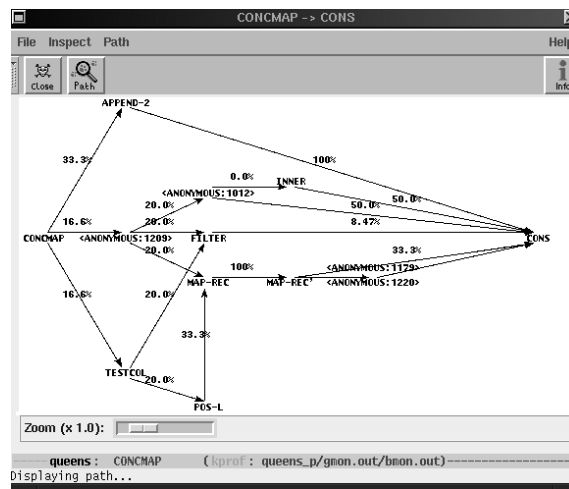 CONCMAP -> CONS
File Inspect Path Help
Close Path Info
APPEND-2
33.3% 100%
0.0% INNER
<ANONYMOUS:1012>
20.0% 50.0% 50.0%
16.6% 20.0% 8.47%
CONCMAP <ANONYMOUS:1209> FILTER CONS
20.0% 33.3%
100% <ANONYMOUS:1179>
MAP-REC MAP-REC' <ANONYMOUS:1220>
16.6% 20.0%
33.3%
TESTCOL
20.0%
POS-L
Zoom (x 1.0):
queens: CONCMAP (kprof: queens_p/gmon.out/bmon.out)
Displaying path...